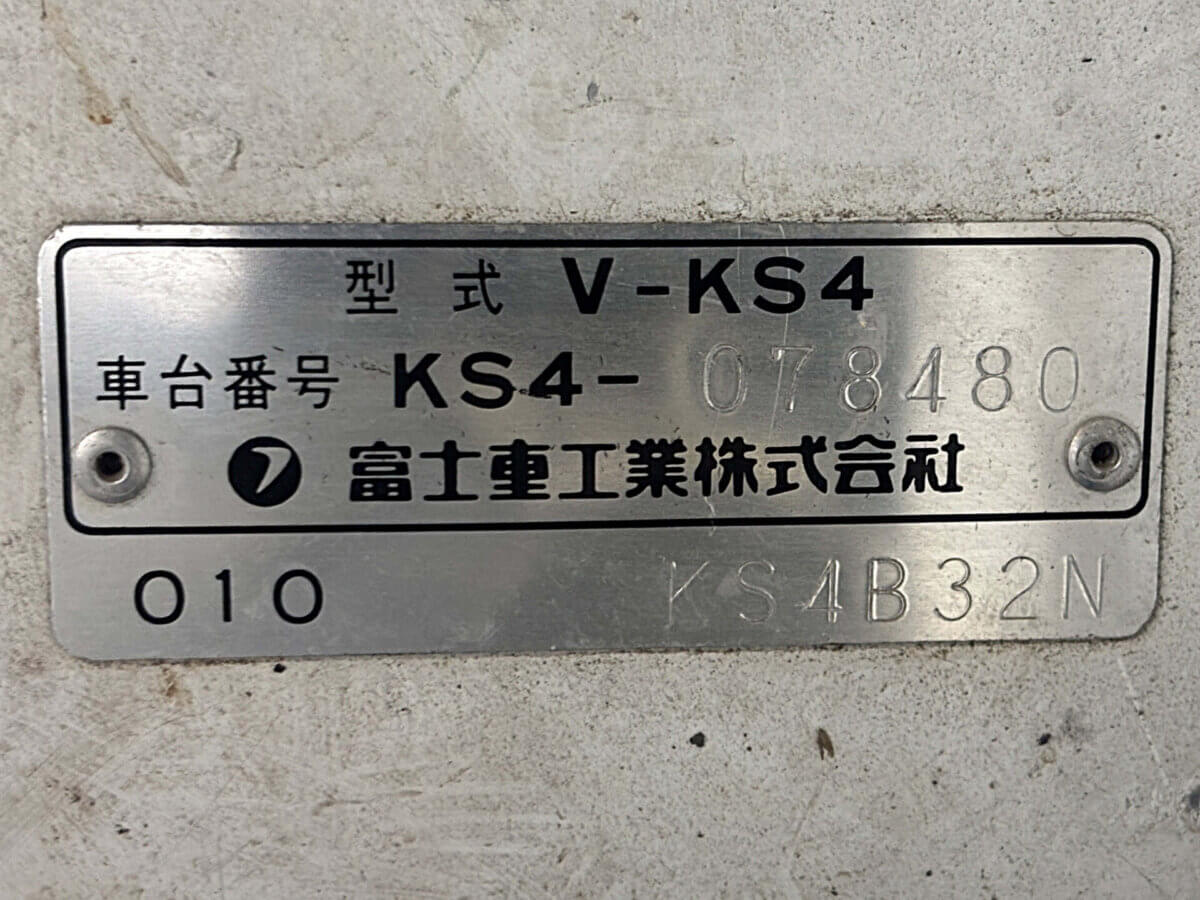 型式 V-KS4
車台番号 KS4-078480
富士重工業株式会社
010 KS4B32N